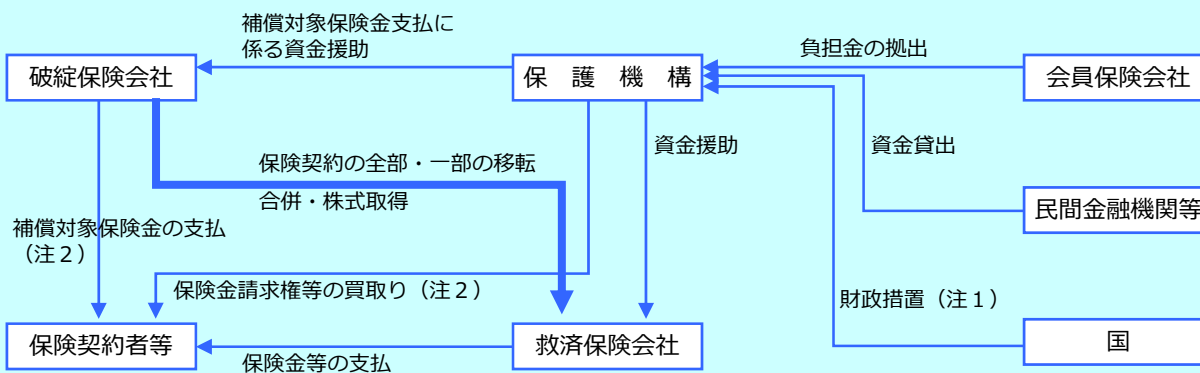 補償対象保険金支払に
係る資金援助
負担金の拠出
破綻保険会社
保　護　機　構
会員保険会社
資金援助
資金貸出
保険契約の全部・一部の移転
合併・株式取得
民間金融機関等
補償対象保険金の支払
（注２）
保険金請求権等の買取り（注２）
財政措置（注１）
保険契約者等
救済保険会社
国
保険金等の支払